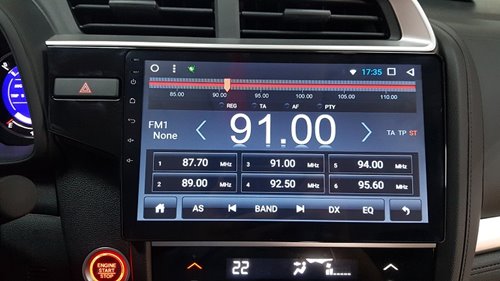 17:35
85.00 90.00 95.00 100.00 105.00 110.00
REG TA AF PTY
FM1
None
91.00
TA TP ST
1 87.70 MHz 3 91.00 MHz 5 94.00 MHz
2 89.00 MHz 4 92.50 MHz 6 95.60 MHz
AS BAND DX EQ
ENGINE
START
STOP
22